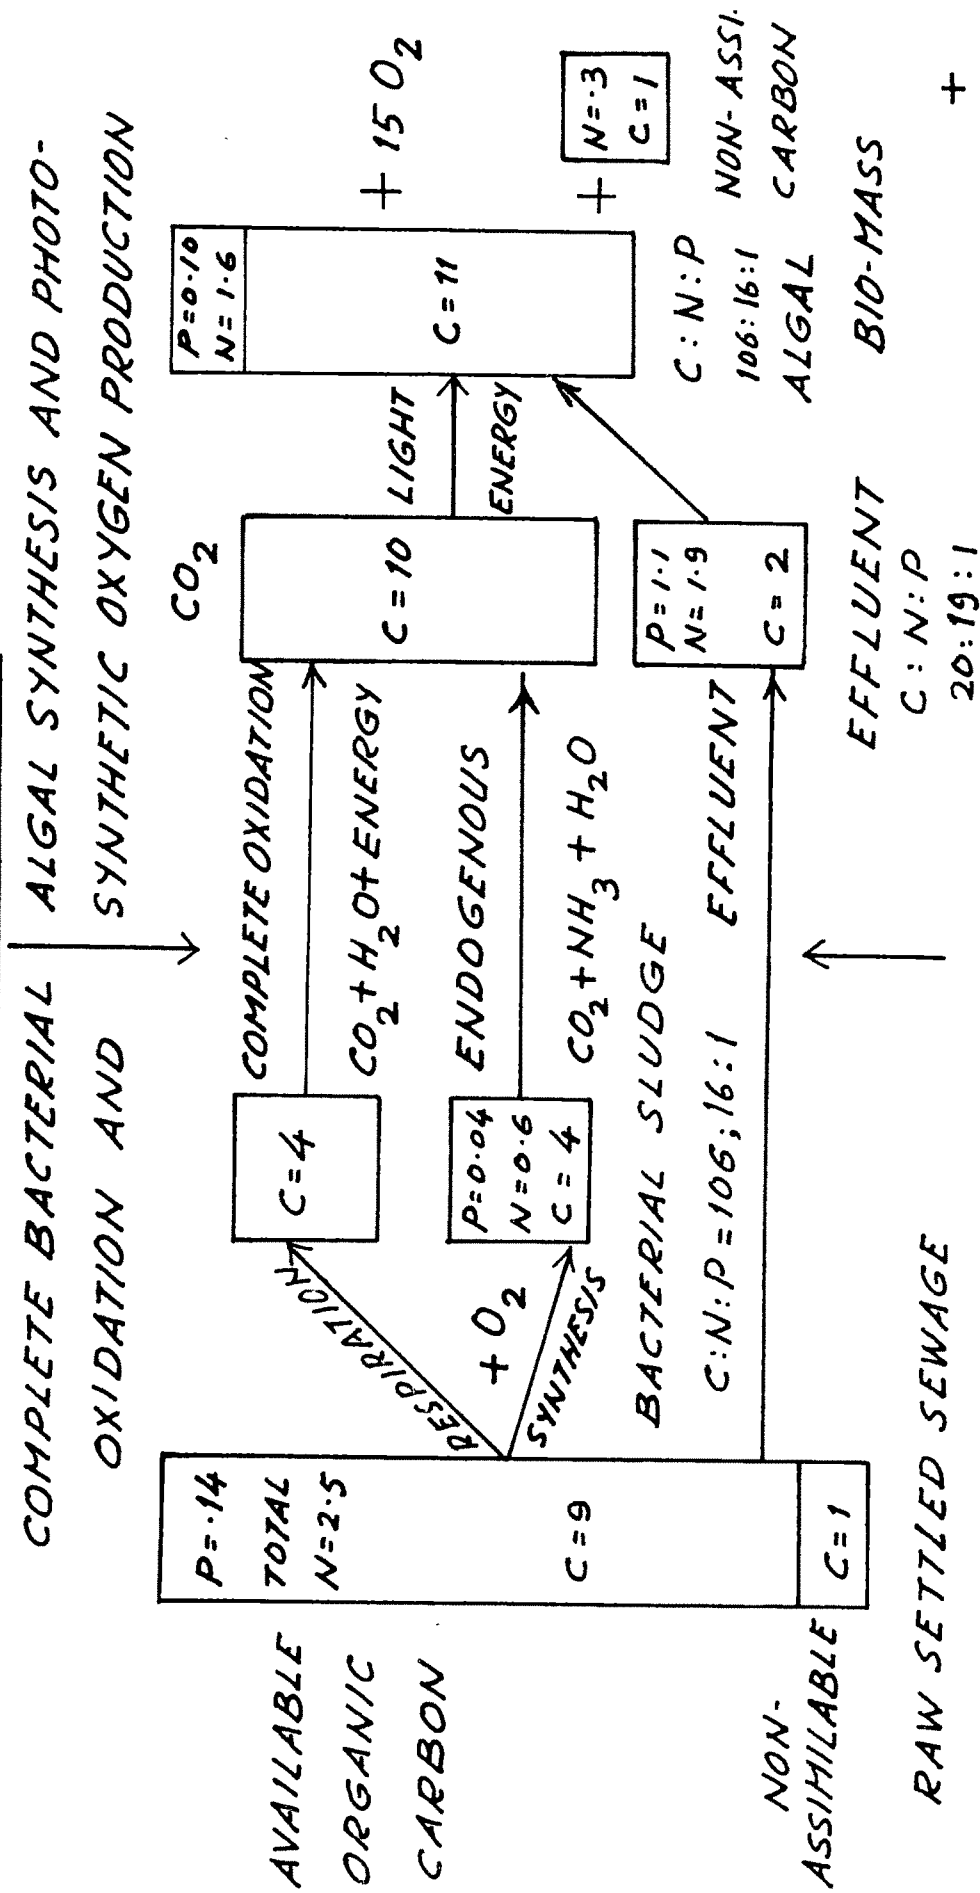 COMPLETE BACTERIAL
OXIDATION AND
ALGAL SYNTHESIS AND PHOTO-
SYNTHETIC OXYGEN PRODUCTION
AVAILABLE
ORGANIC
CARBON
P=.14
TOTAL
N=2.5
C=9
NON-
ASSIMILABLE
C=1
RAW SETTLED SEWAGE
RESPIRATION
+ O2
SYNTHESIS
C=4
P=0.04
N=0.6
C=4
BACTERIAL SLUDGE
C:N:P=106;16:1
COMPLETE OXIDATION
CO2+H2O+ENERGY
ENDOGENOUS
CO2+NH3+H2O
EFFLUENT
CO2
C=10
P=1.1
N=1.9
C=2
EFFLUENT
C:N:P
20:19:1
LIGHT
ENERGY
P=0.10
N=1.6
C=11
C:N:P
106:16:1
ALGAL
BIO-MASS
+ 15 O2
+
N=.3
C=1
NON-ASSI.
CARBON
+